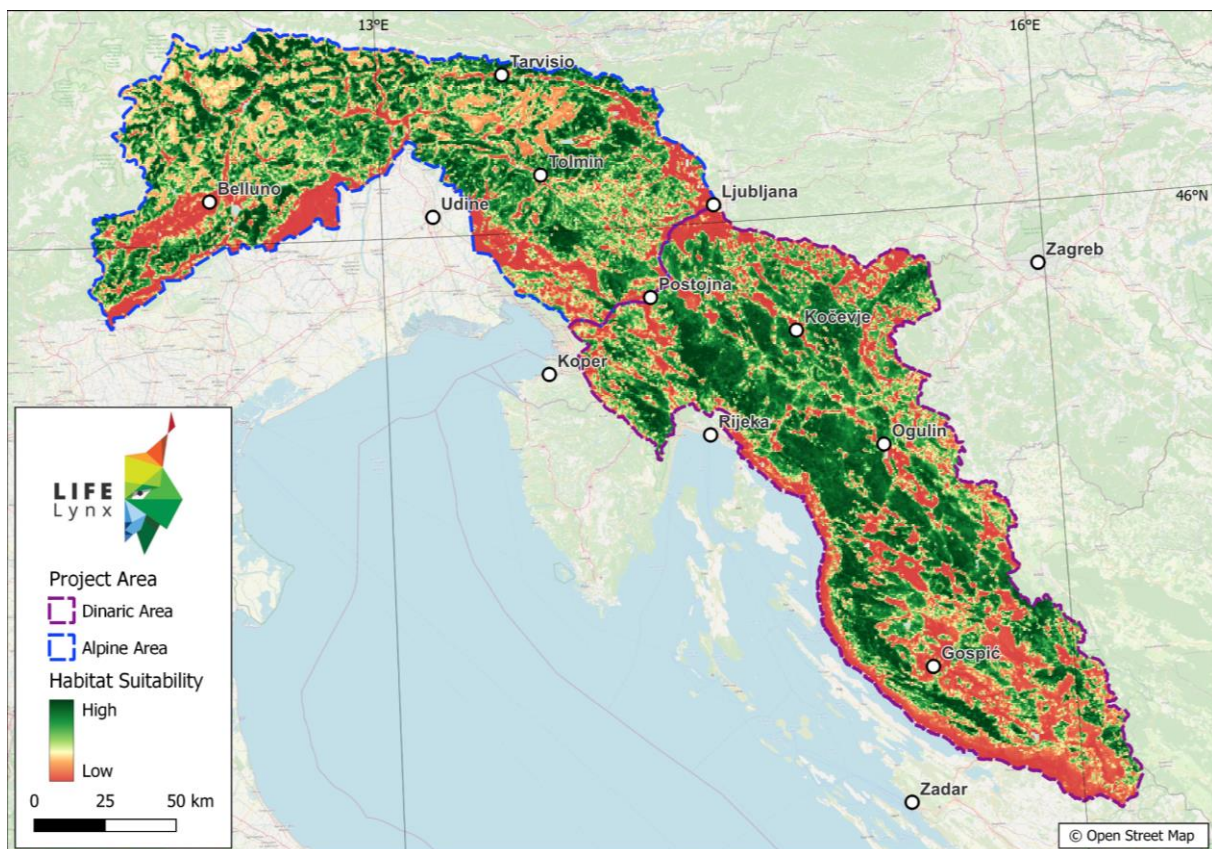 13°E
16°E
Tarvisio
Tolmin
Belluno
Udine
Ljubljana
46°N
Zagreb
Postojna
Kočevje
Koper
Rijeka
Ogulin
Gospić
Zadar
LIFE
Lynx
Project Area
Dinaric Area
Alpine Area
Habitat Suitability
High
Low
0 25 50 km
© Open Street Map